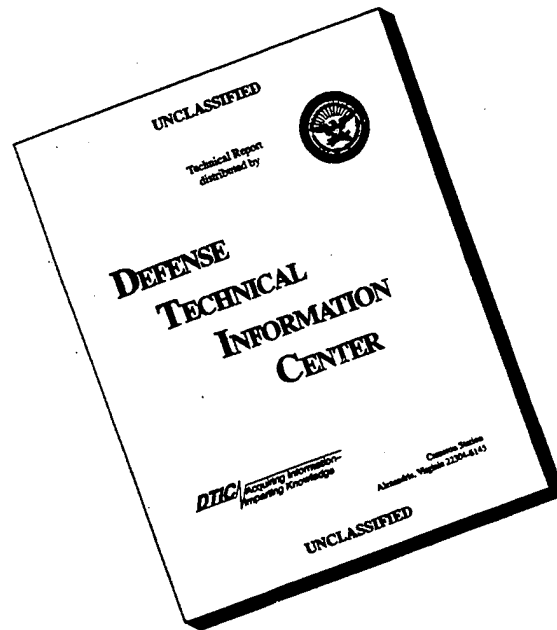 UNCLASSIFIED
Technical Report
distributed by
DEFENSE
TECHNICAL
INFORMATION
CENTER
DTIC
Acquiring Information–
Imparting Knowledge
Cameron Station
Alexandria, Virginia 22304-6145
UNCLASSIFIED